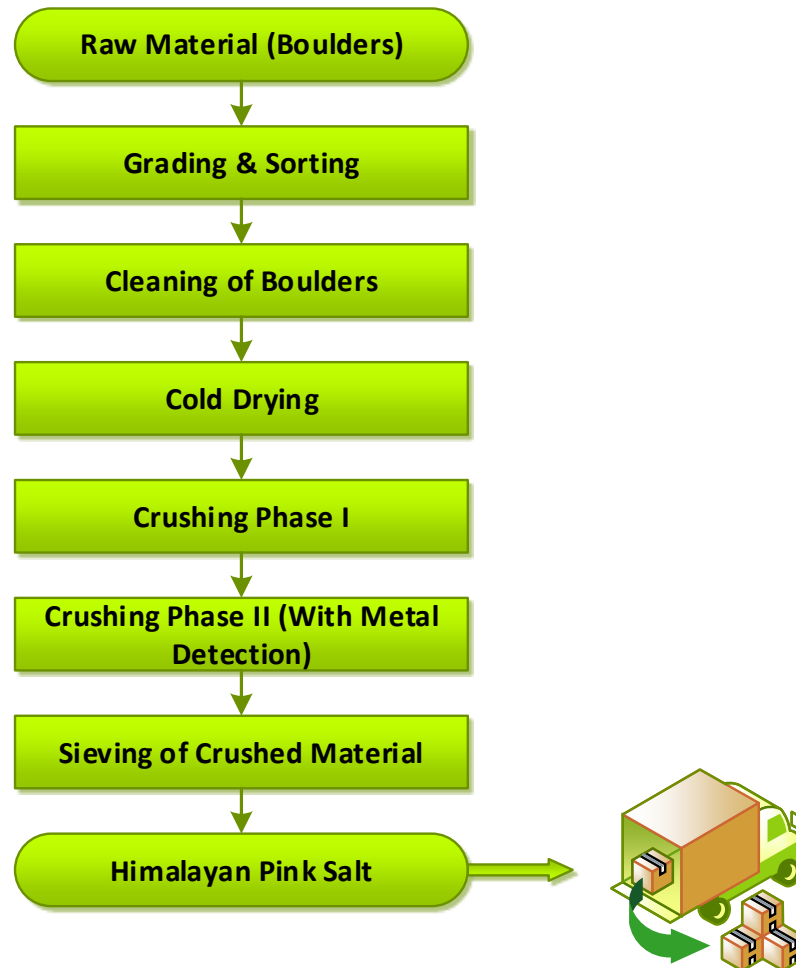 Raw Material (Boulders)
Grading & Sorting
Cleaning of Boulders
Cold Drying
Crushing Phase I
Crushing Phase II (With Metal
Detection)
Sieving of Crushed Material
Himalayan Pink Salt